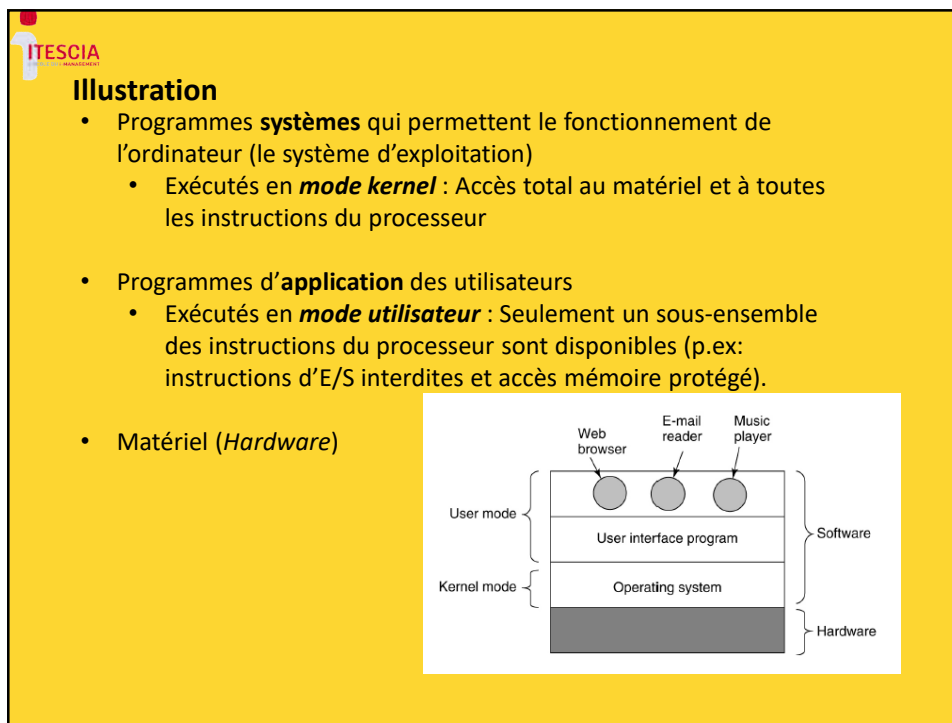 ITESCIA
Illustration
• Programmes systèmes qui permettent le fonctionnement de
l’ordinateur (le système d’exploitation)
• Exécutés en mode kernel : Accès total au matériel et à toutes
les instructions du processeur
• Programmes d’application des utilisateurs
• Exécutés en mode utilisateur : Seulement un sous-ensemble
des instructions du processeur sont disponibles (p.ex:
instructions d’E/S interdites et accès mémoire protégé).
• Matériel (Hardware)
Web
browser
E-mail
reader
Music
player
User mode
User interface program
Software
Kernel mode
Operating system
Hardware